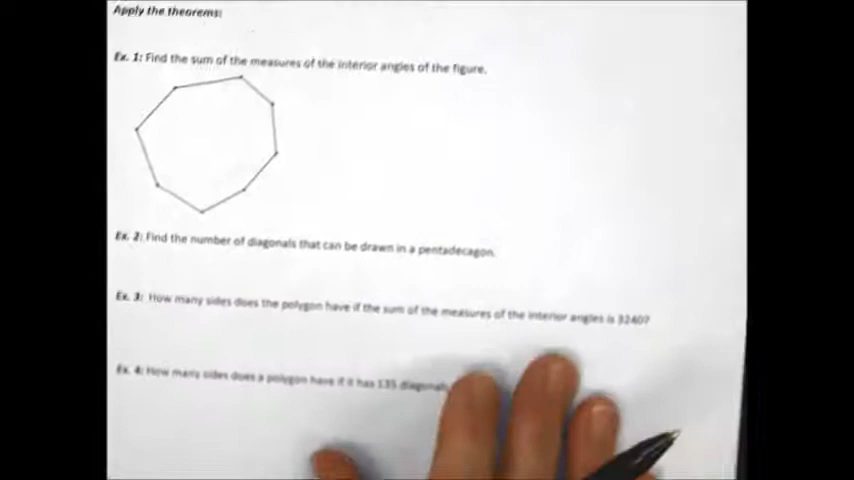 Apply the theorems:
Ex. 1: Find the sum of the measures of the interior angles of the figure.
Ex. 2: Find the number of diagonals that can be drawn in a pentadecagon.
Ex. 3: How many sides does the polygon have if the sum of the measures of the interior angles is 3240?
Ex. 4: How many sides does a polygon have if it has 135 diagonals